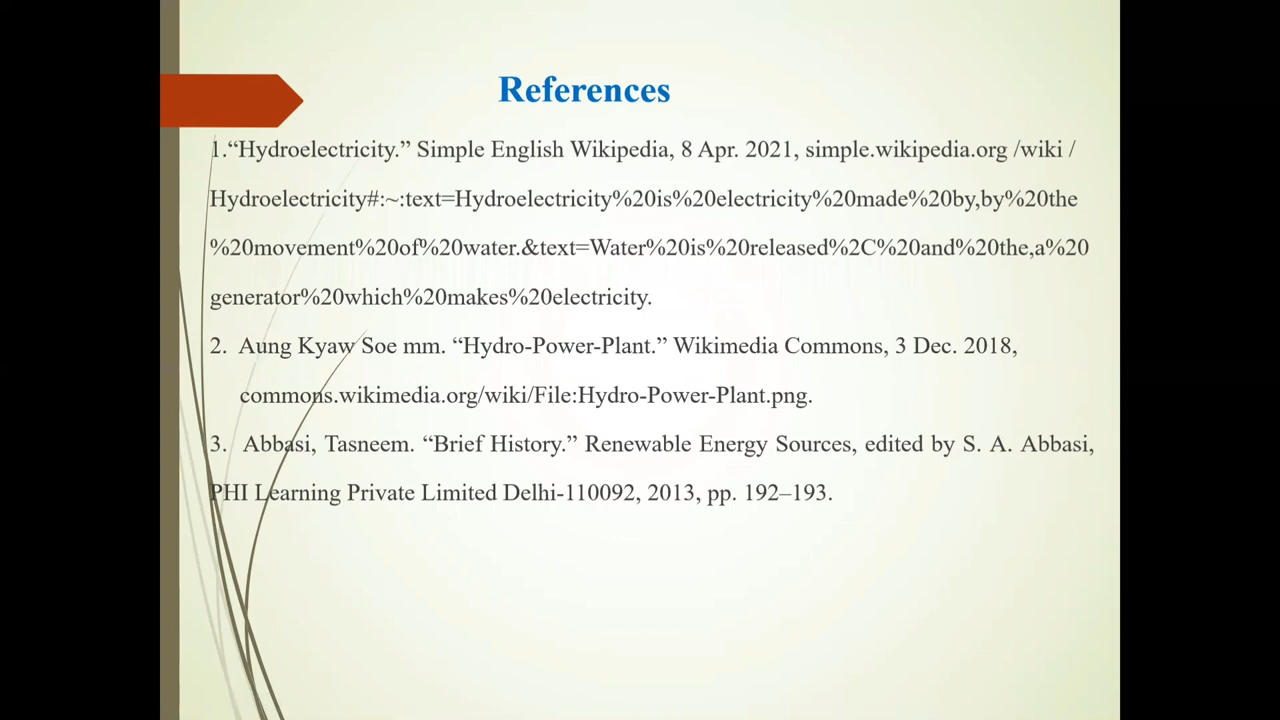 References
1.“Hydroelectricity.” Simple English Wikipedia, 8 Apr. 2021, simple.wikipedia.org /wiki /
Hydroelectricity#:~:text=Hydroelectricity%20is%20electricity%20made%20by,by%20the
%20movement%20of%20water.&text=Water%20is%20released%2C%20and%20the,a%20
generator%20which%20makes%20electricity.
2. Aung Kyaw Soe mm. “Hydro-Power-Plant.” Wikimedia Commons, 3 Dec. 2018,
commons.wikimedia.org/wiki/File:Hydro-Power-Plant.png.
3. Abbasi, Tasneem. “Brief History.” Renewable Energy Sources, edited by S. A. Abbasi,
PHI Learning Private Limited Delhi-110092, 2013, pp. 192–193.